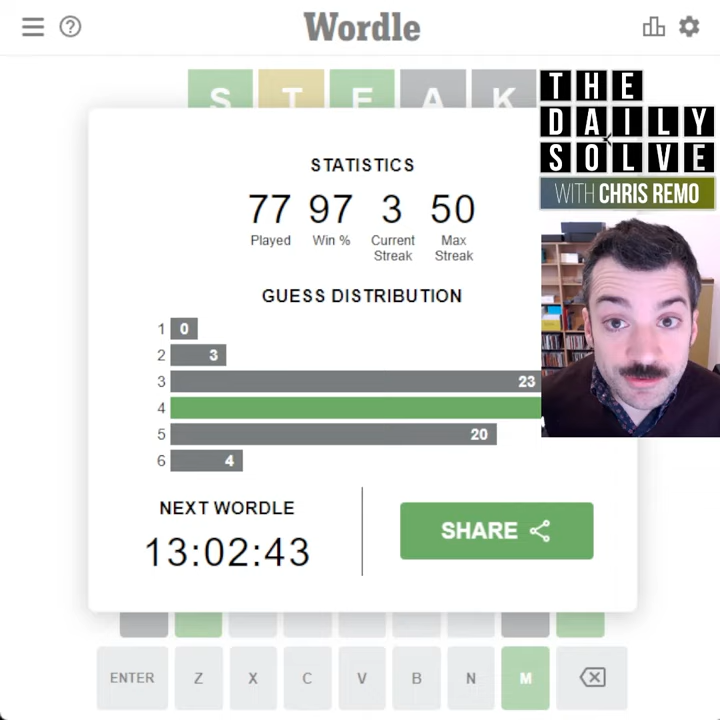 Wordle
STEAK
THE
DAILY
SOLVE
WITH CHRIS REMO
STATISTICS
77 97 3 50
Played Win % Current Streak Max Streak
GUESS DISTRIBUTION
1 0
2 3
3 23
4
5 20
6 4
NEXT WORDLE
13:02:43
SHARE
ENTER Z X C V B N M